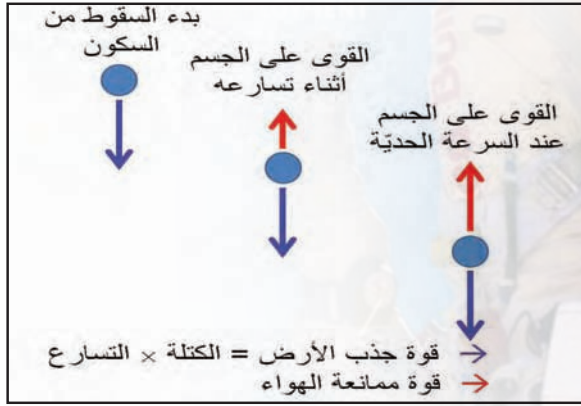 بدء السقوط من
السكون
القوى على الجسم
أثناء تسارعه
القوى على الجسم
عند السرعة الحديّة
قوة جذب الأرض = الكتلة × التسارع
قوة ممانعة الهواء